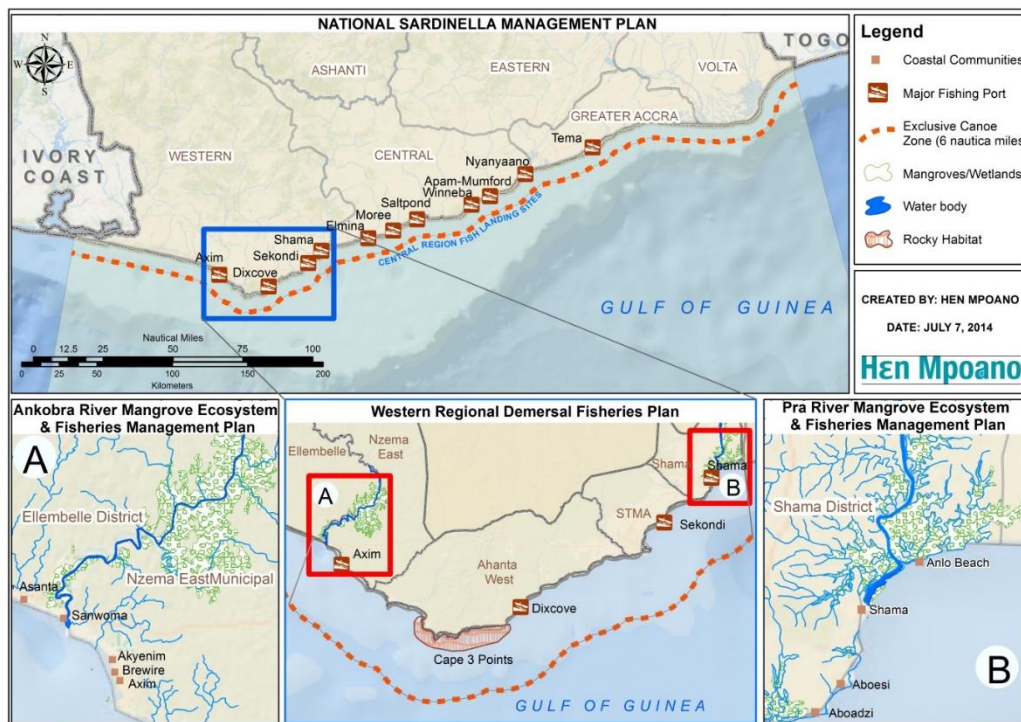 NATIONAL SARDINELLA MANAGEMENT PLAN
N
W
E
S
TOGO
ASHANTI
EASTERN
VOLTA
GREATER ACCRA
Tema
IVORY
COAST
WESTERN
CENTRAL
Nyanyaano
Apam-Mumford
Winneba
Saltpond
Moree
Elmina
Shama
Sekondi
Axim
Dixcove
CENTRAL REGION FISH LANDING SITES
GULF OF GUINEA
Nautical Miles
0 12.5 25 50 75 100
0 25 50 100 150 200
Kilometers
Legend
Coastal Communities
Major Fishing Port
Exclusive Canoe
Zone (6 nautica miles)
Mangroves/Wetlands
Water body
Rocky Habitat
CREATED BY: HEN MPOANO
DATE: JULY 7, 2014
Hɛn Mpoano
Ankobra River Mangrove Ecosystem
& Fisheries Management Plan
A
Ellembelle District
Nzema EastMunicipal
Asanta
Sanwoma
Akyenim
Brewire
Axim
Western Regional Demersal Fisheries Plan
Nzema
East
Ellembelle
A
Axim
Shama
Shama
B
STMA
Sekondi
Ahanta
West
Dixcove
Cape 3 Points
GULF OF GUINEA
Pra River Mangrove Ecosystem
& Fisheries Management Plan
Shama District
Anlo Beach
Shama
Aboesi
Aboadzi
B